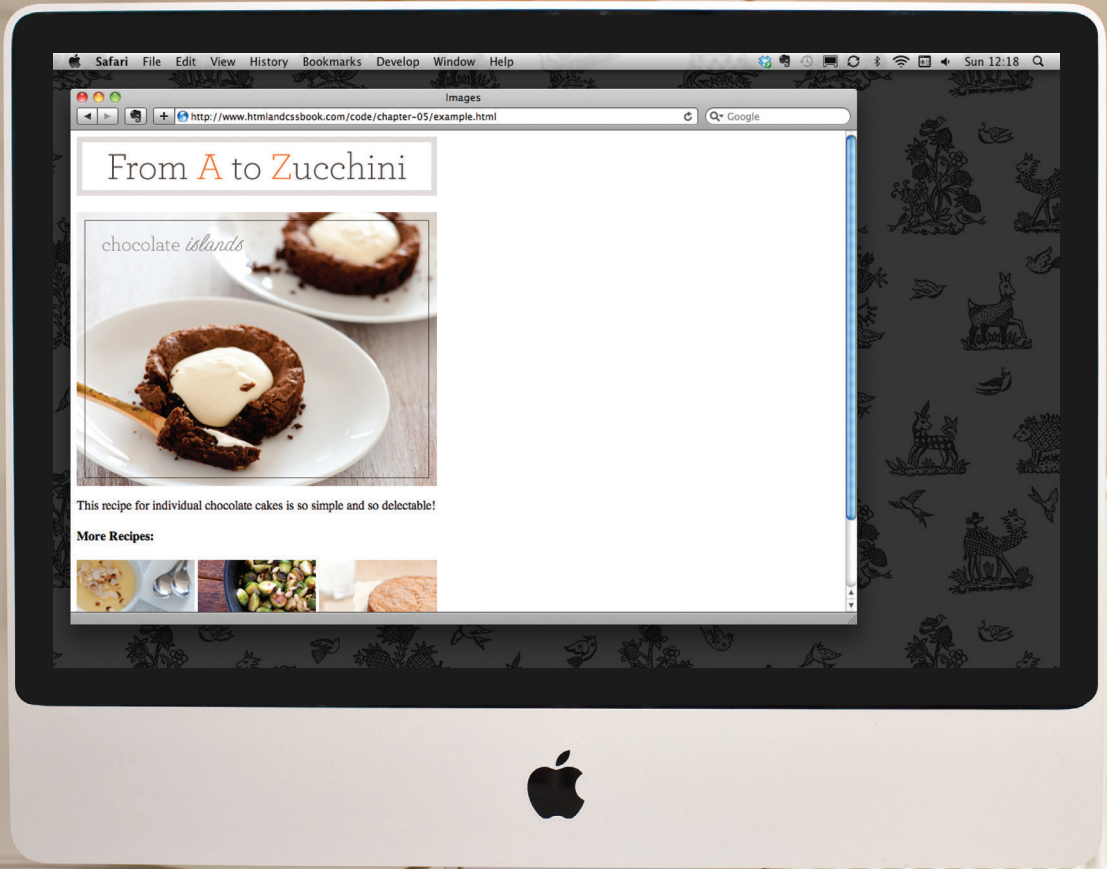 Safari File Edit View History Bookmarks Develop Window Help Sun 12:18
Images
http://www.htmlandcssbook.com/code/chapter-05/example.html
Google
From A to Zucchini
chocolate islands
This recipe for individual chocolate cakes is so simple and so delectable!
More Recipes: